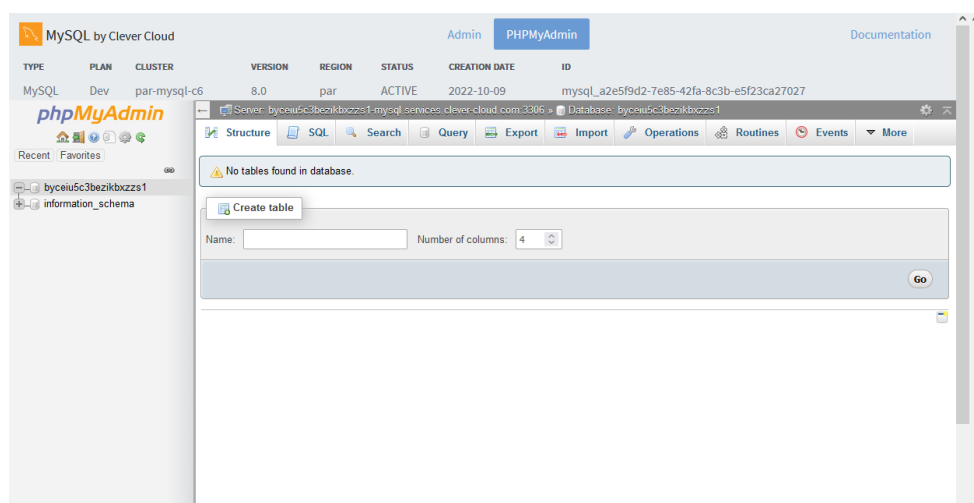 MySQL by Clever Cloud
Admin PHPMyAdmin Documentation
TYPE PLAN CLUSTER VERSION REGION STATUS CREATION DATE ID
MySQL Dev par-mysql-c6 8.0 par ACTIVE 2022-10-09 mysql_a2e5f9d2-7e85-42fa-8c3b-e5f23ca27027
phpMyAdmin
Recent Favorites
byceiu5c3bezikbxzzs1
information_schema
Server: byceiu5c3bezikbxzzs1-mysql.services.clever-cloud.com:3306 » Database: byceiu5c3bezikbxzzs1
Structure SQL Search Query Export Import Operations Routines Events More
No tables found in database.
Create table
Name: Number of columns: 4
Go